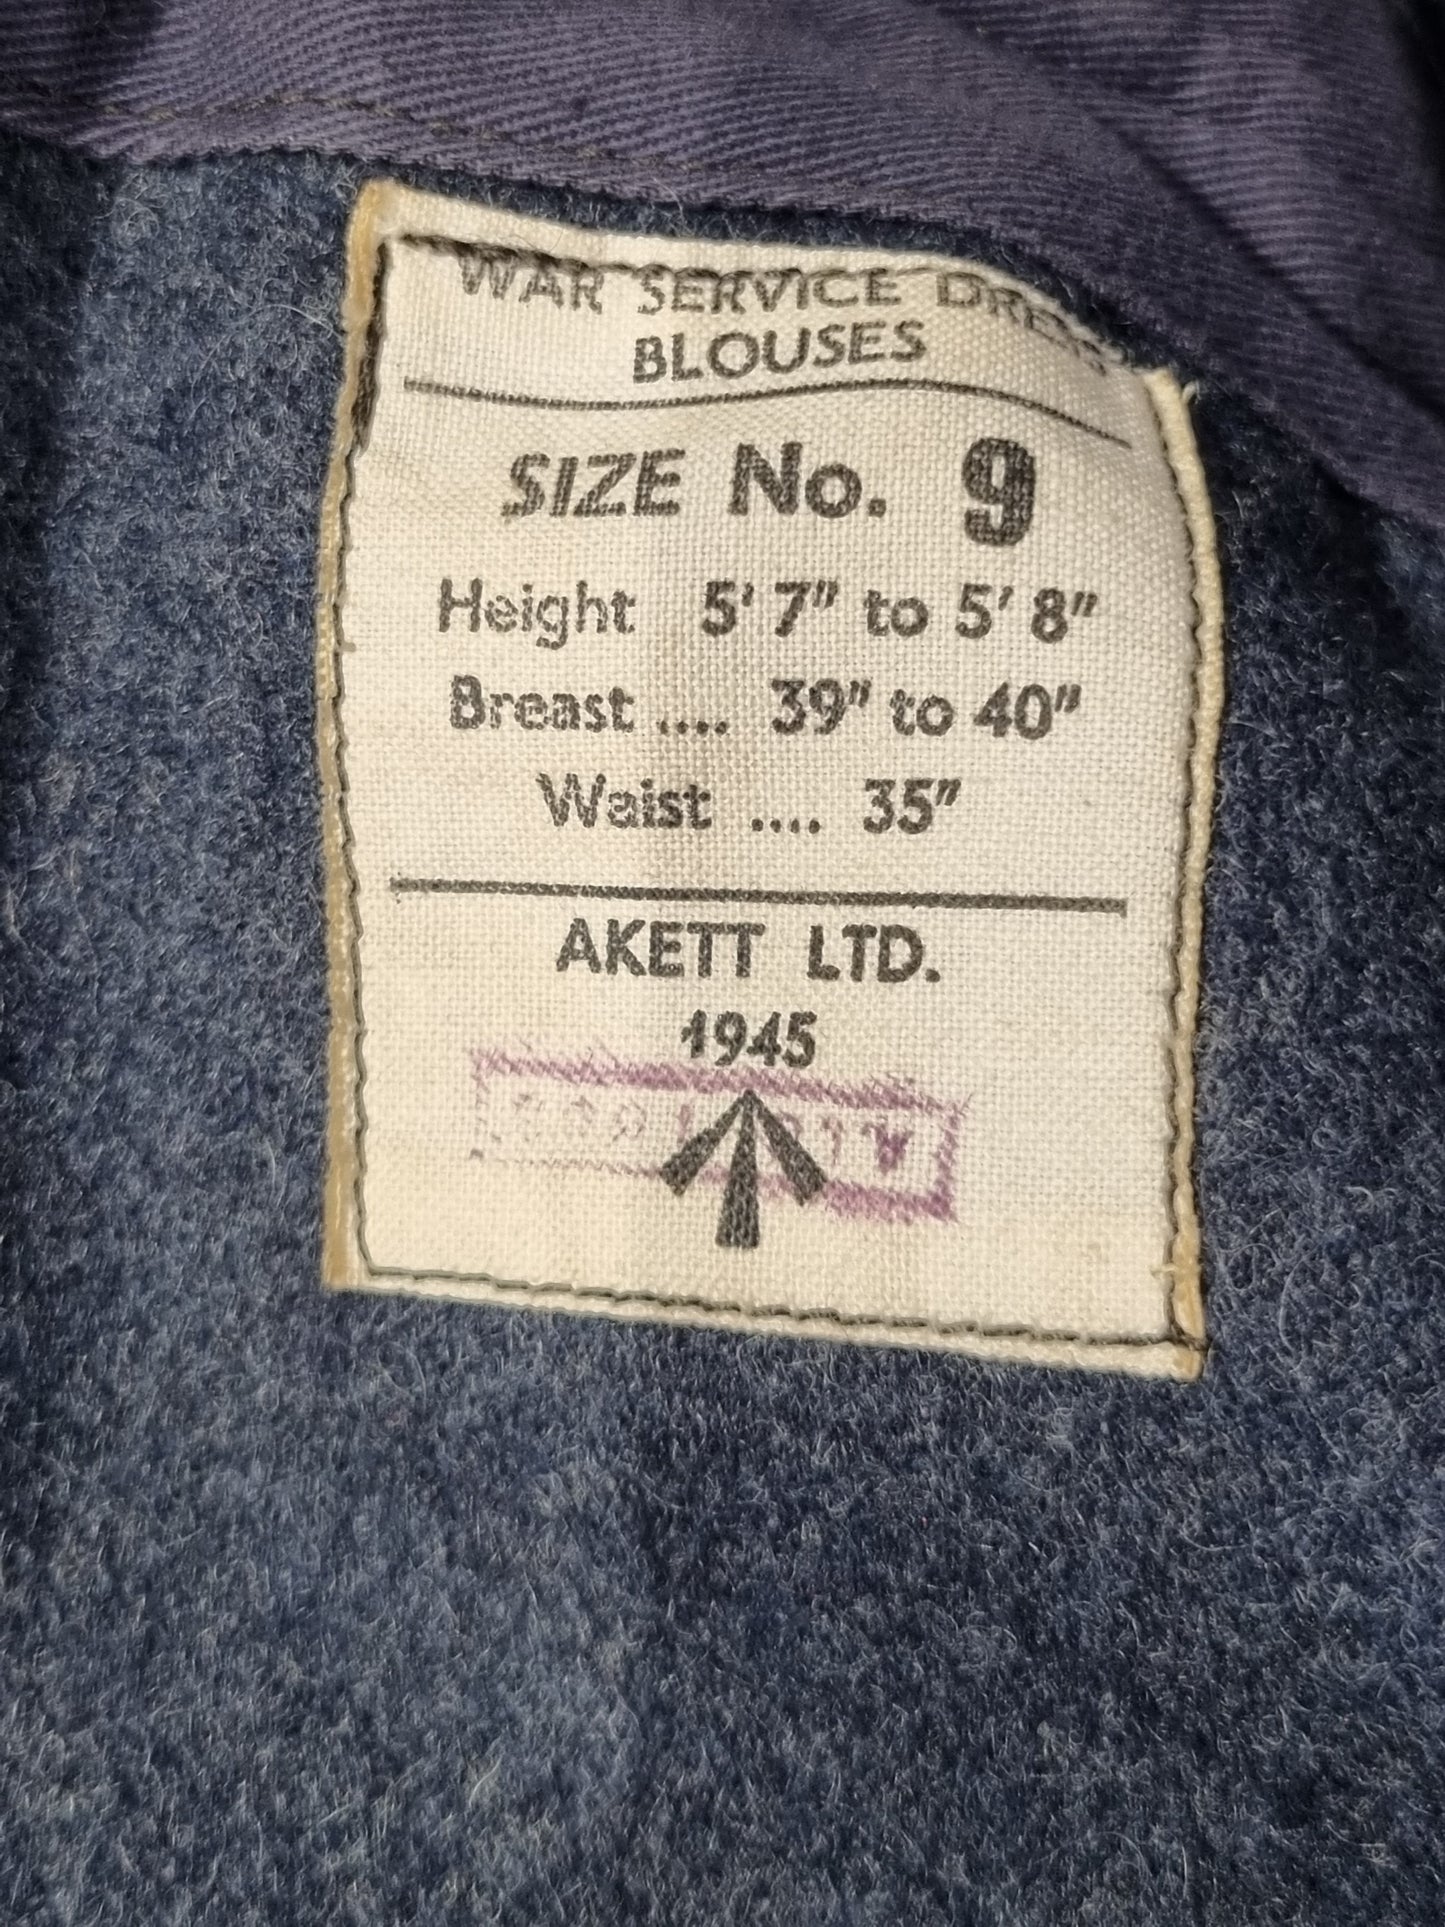 WAR SERVICE DRESS
BLOUSES
SIZE No. 9
Height 5' 7" to 5' 8"
Breast .... 39" to 40"
Waist .... 35"
AKETT LTD.
1945